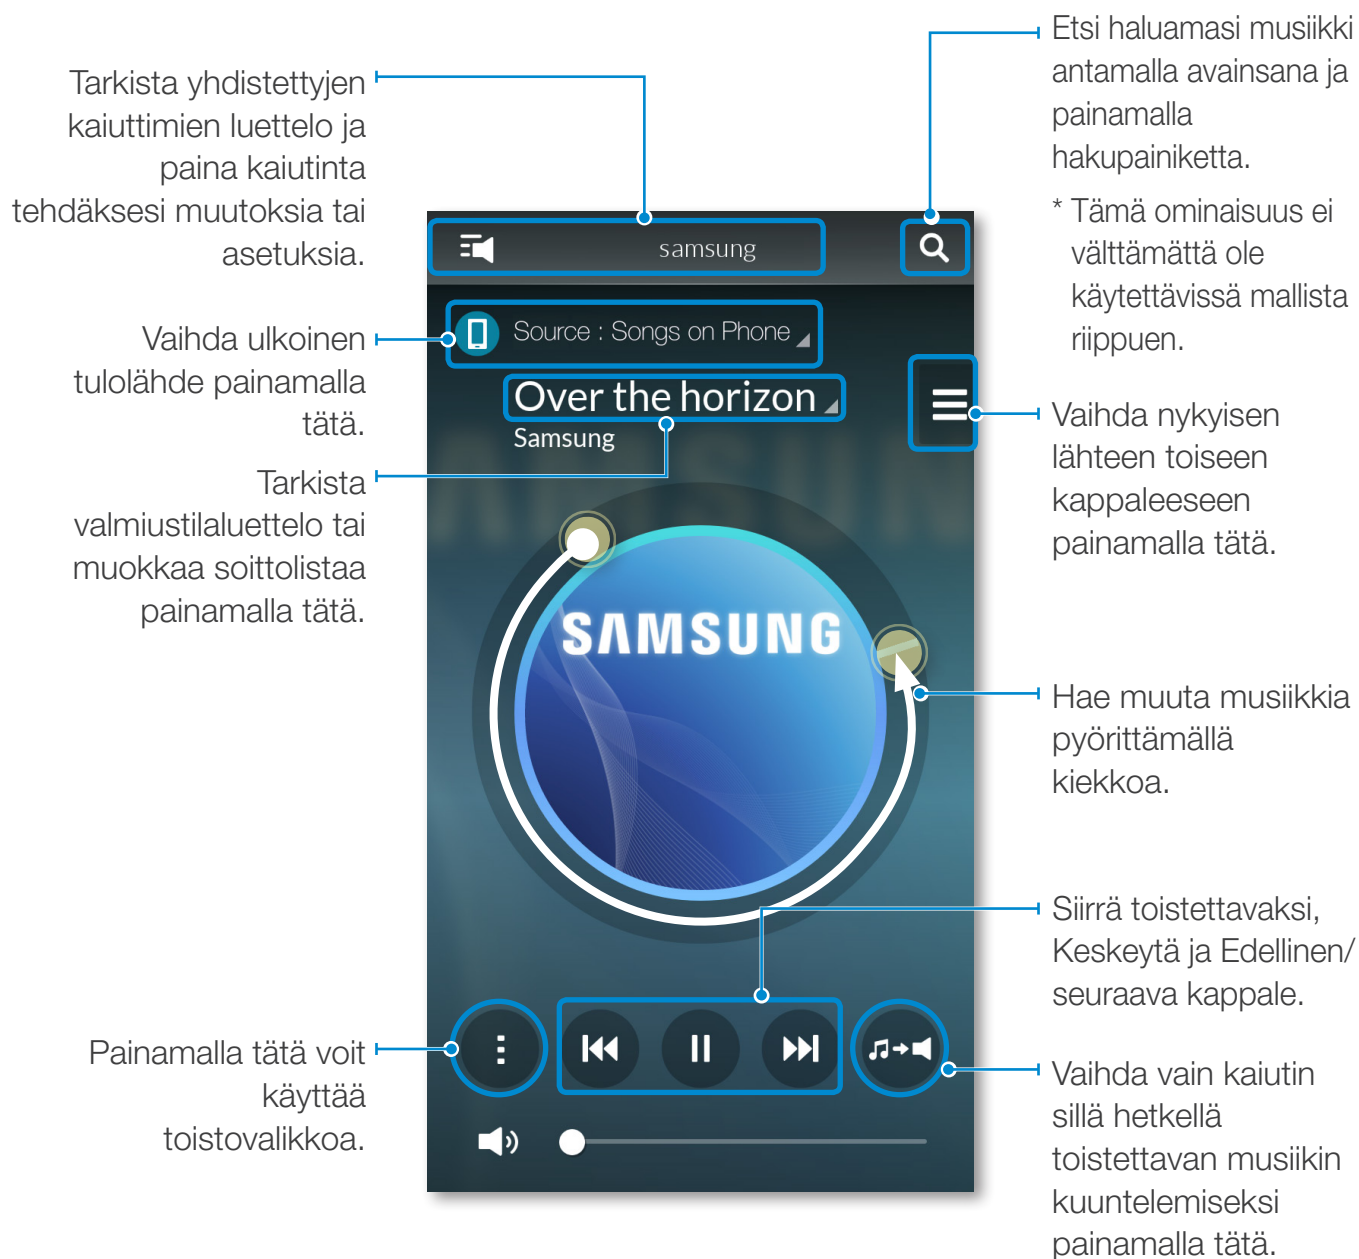 Tarkista yhdistettyjen
kaiuttimien luettelo ja
paina kaiutinta
tehdäksesi muutoksia tai
asetuksia.
Vaihda ulkoinen
tulolähde painamalla
tätä.
Tarkista
valmiustilaluettelo tai
muokkaa soittolistaa
painamalla tätä.
Painamalla tätä voit
käyttää
toistovalikkoa.
samsung
Source : Songs on Phone
Over the horizon
Samsung
SAMSUN
SAMSUNG
Etsi haluamasi musiikki
antamalla avainsana ja
painamalla
hakupainiketta.
* Tämä ominaisuus ei
välttämättä ole
käytettävissä mallista
riippuen.
Vaihda nykyisen
lähteen toiseen
kappaleeseen
painamalla tätä.
Hae muuta musiikkia
pyörittämällä
kiekkoa.
Siirrä toistettavaksi,
Keskeytä ja Edellinen/
seuraava kappale.
Vaihda vain kaiutin
sillä hetkellä
toistettavan musiikin
kuuntelemiseksi
painamalla tätä.